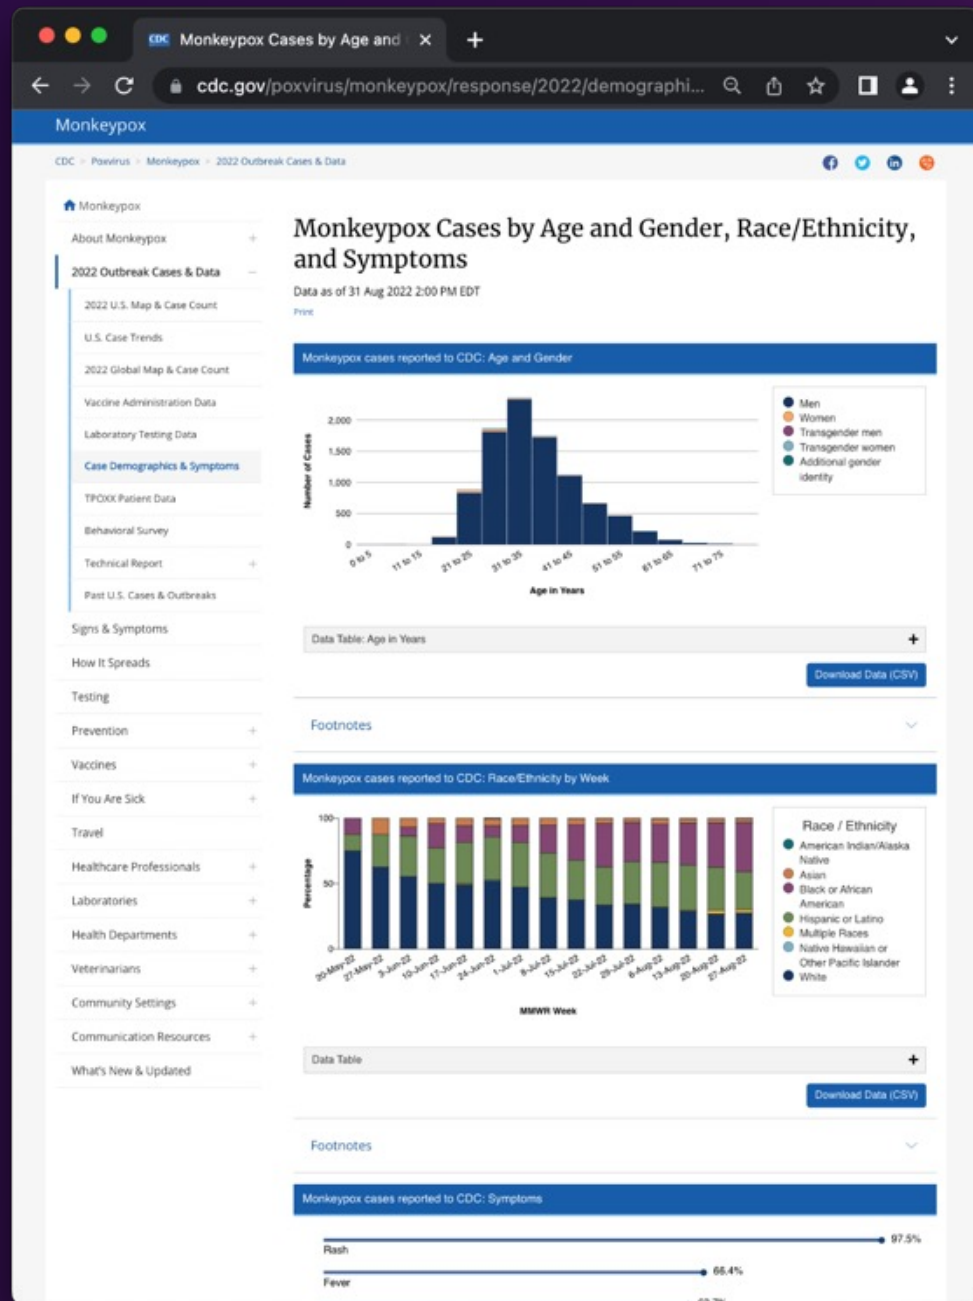 CDC Monkeypox Cases by Age and
cdc.gov/poxvirus/monkeypox/response/2022/demographi...
Monkeypox
CDC > Poxvirus > Monkeypox > 2022 Outbreak Cases & Data
Monkeypox
About Monkeypox +
2022 Outbreak Cases & Data −
2022 U.S. Map & Case Count
U.S. Case Trends
2022 Global Map & Case Count
Vaccine Administration Data
Laboratory Testing Data
Case Demographics & Symptoms
TPOXX Patient Data
Behavioral Survey
Technical Report +
Past U.S. Cases & Outbreaks
Signs & Symptoms
How It Spreads
Testing
Prevention +
Vaccines +
If You Are Sick +
Travel
Healthcare Professionals +
Laboratories +
Health Departments +
Veterinarians +
Community Settings +
Communication Resources +
What's New & Updated
Monkeypox Cases by Age and Gender, Race/Ethnicity,
and Symptoms
Data as of 31 Aug 2022 2:00 PM EDT
Print
Monkeypox cases reported to CDC: Age and Gender
Number of Cases
2,000
1,500
1,000
500
0
0 to 5 11 to 15 21 to 25 31 to 35 41 to 45 51 to 55 61 to 65 71 to 75
Age in Years
Men
Women
Transgender men
Transgender women
Additional gender
identity
Data Table: Age in Years +
Download Data (CSV)
Footnotes
Monkeypox cases reported to CDC: Race/Ethnicity by Week
Percentage
100
50
0
20-May-22 27-May-22 3-Jun-22 10-Jun-22 17-Jun-22 24-Jun-22 1-Jul-22 8-Jul-22 15-Jul-22 22-Jul-22 29-Jul-22 6-Aug-22 13-Aug-22 20-Aug-22 27-Aug-22
MMWR Week
Race / Ethnicity
American Indian/Alaska
Native
Asian
Black or African
American
Hispanic or Latino
Multiple Races
Native Hawaiian or
Other Pacific Islander
White
Data Table +
Download Data (CSV)
Footnotes
Monkeypox cases reported to CDC: Symptoms
97.5%
Rash
66.4%
Fever